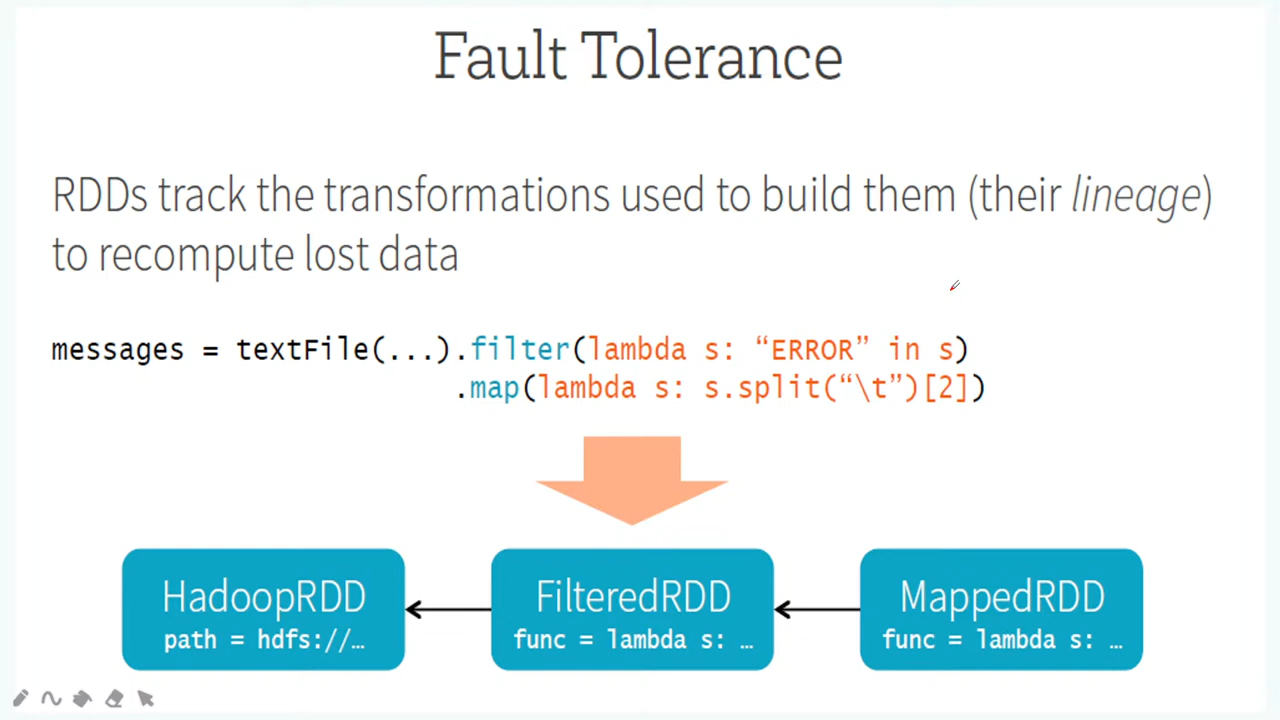 Fault Tolerance
RDDs track the transformations used to build them (their lineage)
to recompute lost data
messages = textFile(...).filter(lambda s: “ERROR” in s)
.map(lambda s: s.split(“\t”)[2])
HadoopRDD
path = hdfs://…
FilteredRDD
func = lambda s: …
MappedRDD
func = lambda s: …